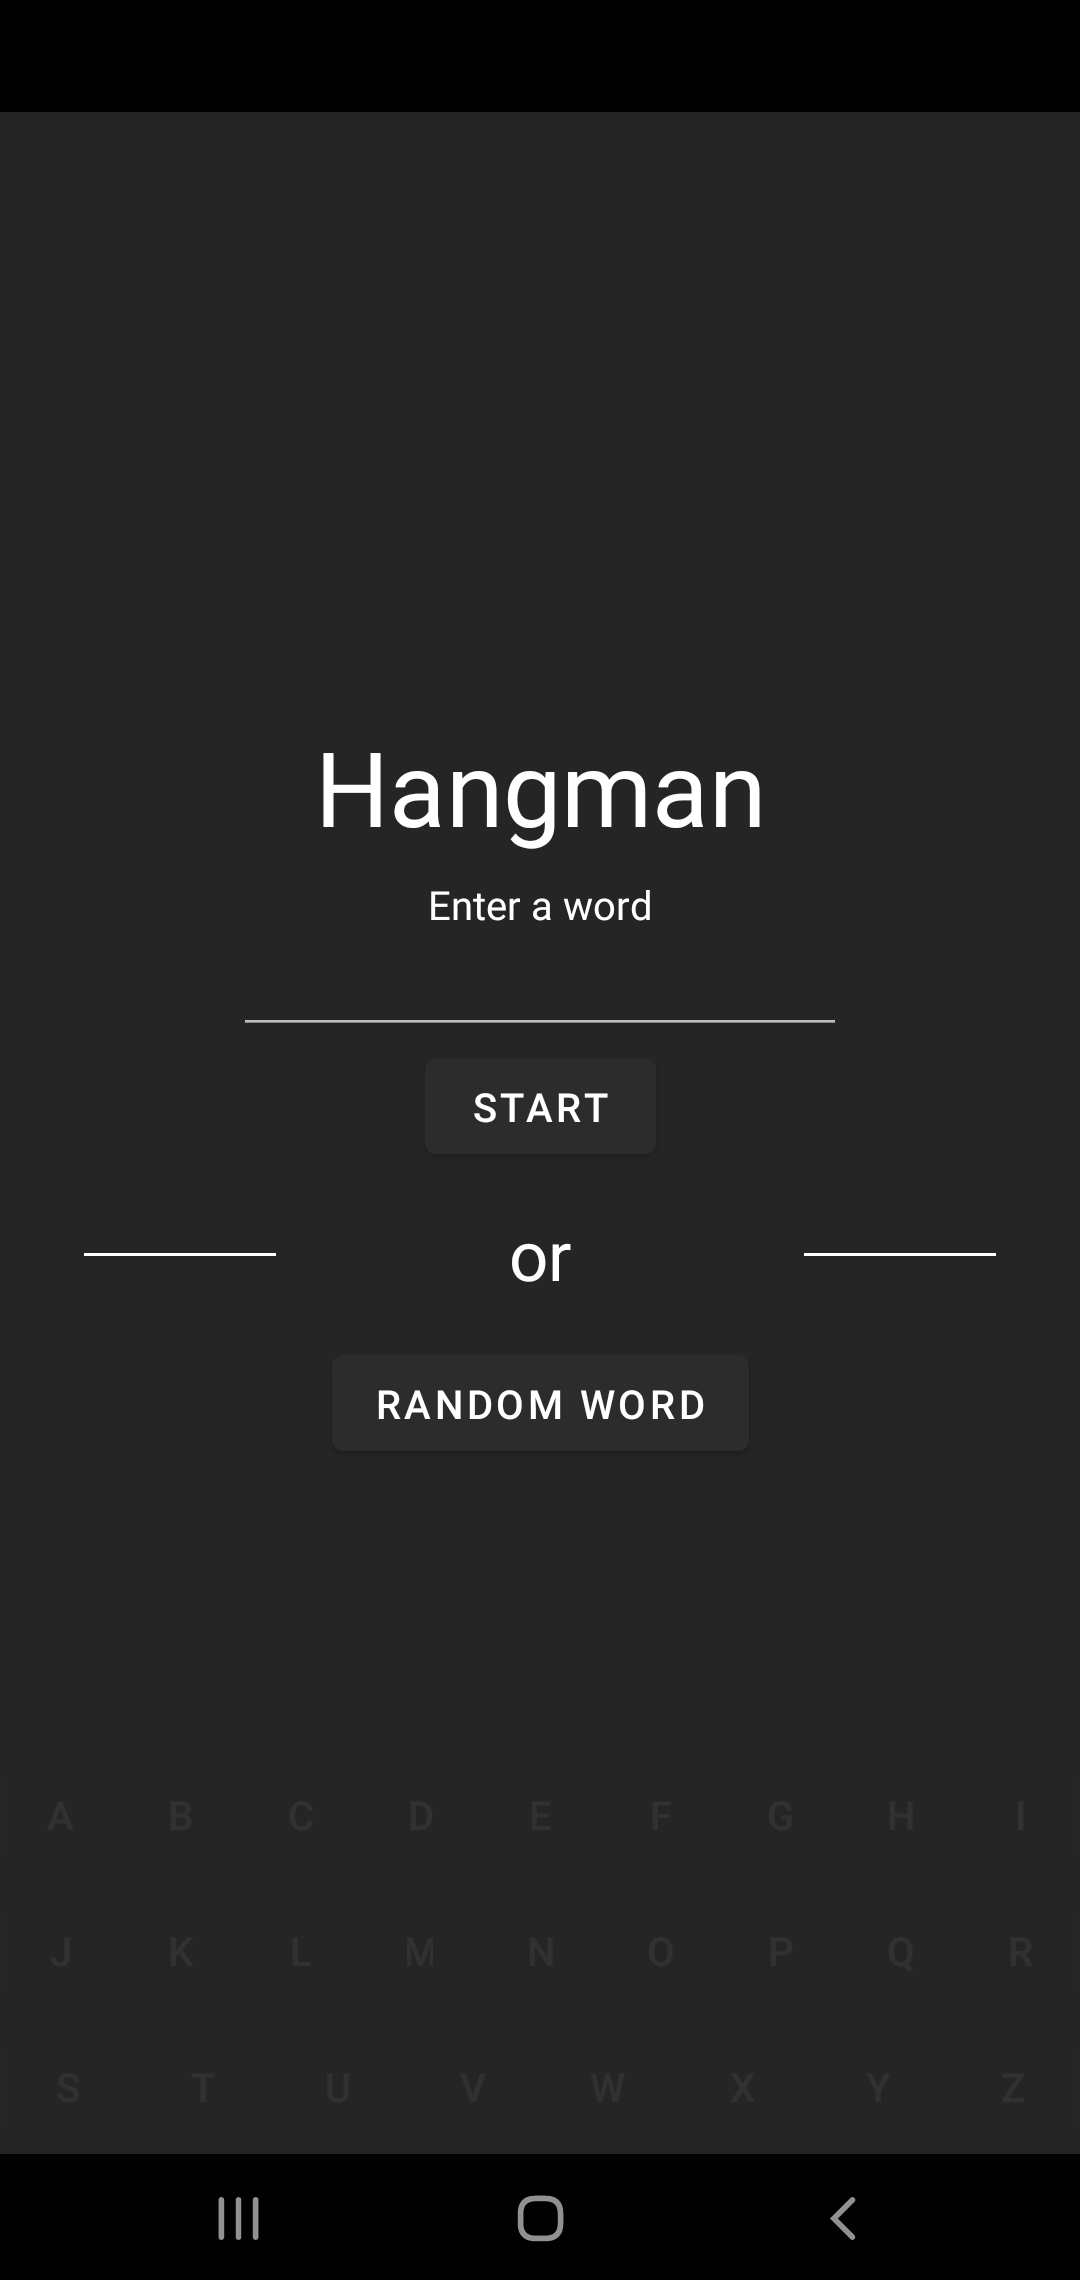 Hangman
Enter a word
START
or
RANDOM WORD
A B C D E F G H I
J K L M N O P Q R
S T U V W X Y Z